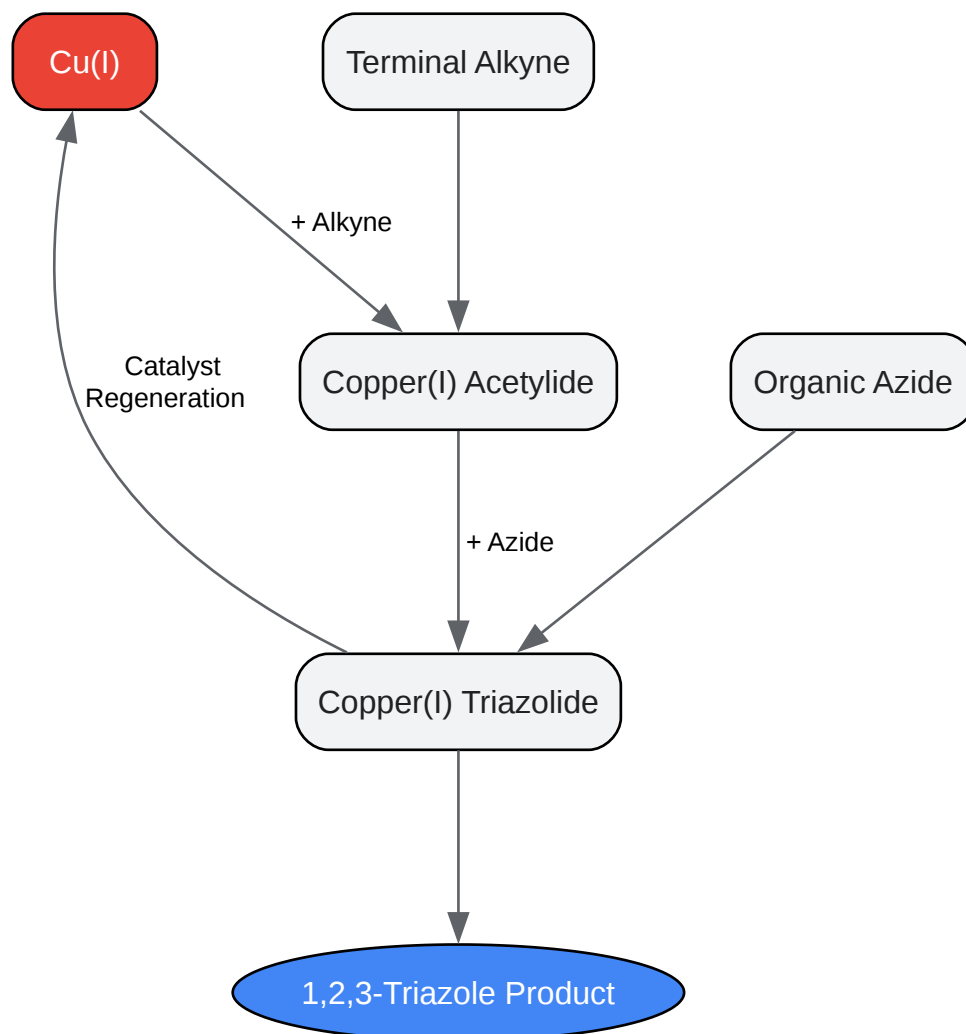 Cu(I)
Terminal Alkyne
+ Alkyne
Catalyst
Regeneration
Copper(I) Acetylide
Organic Azide
+ Azide
Copper(I) Triazolide
1,2,3-Triazole Product